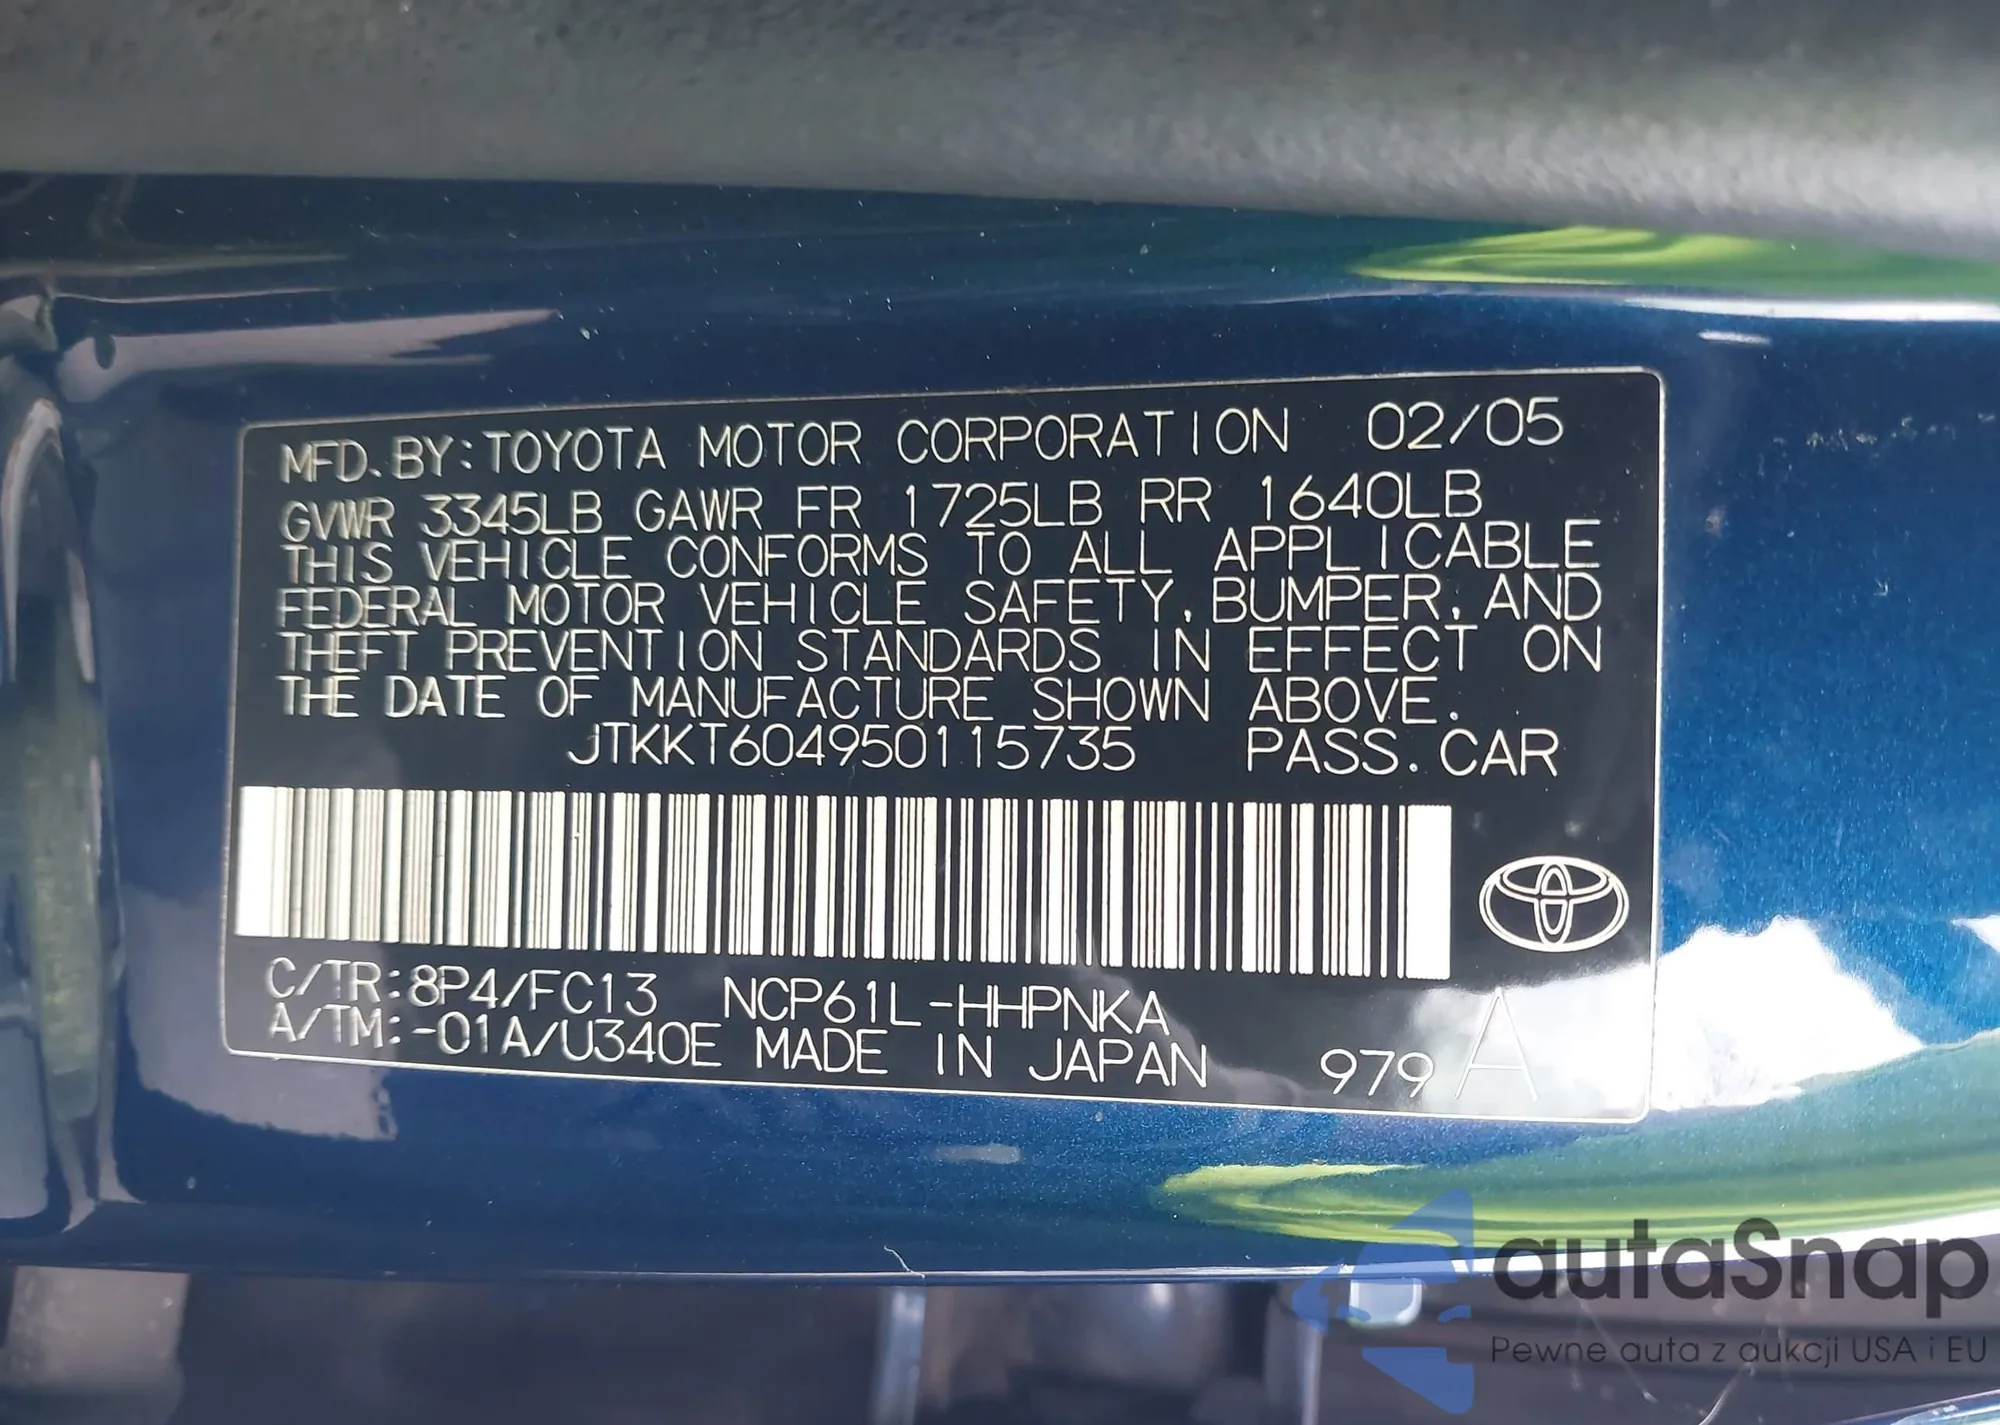 MFD. BY: TOYOTA MOTOR CORPORATION 02/05
GVWR 3345LB GAWR FR 1725LB RR 1640LB
THIS VEHICLE CONFORMS TO ALL APPLICABLE
FEDERAL MOTOR VEHICLE SAFETY, BUMPER, AND
THEFT PREVENTION STANDARDS IN EFFECT ON
THE DATE OF MANUFACTURE SHOWN ABOVE.
JTKKT604950115735 PASS. CAR
C/TR: 8P4/FC13 NCP61L-HHPNKA
A/TM: -01A/U340E MADE IN JAPAN 979 A
autaSnap
Pewne auta z aukcji USA i EU